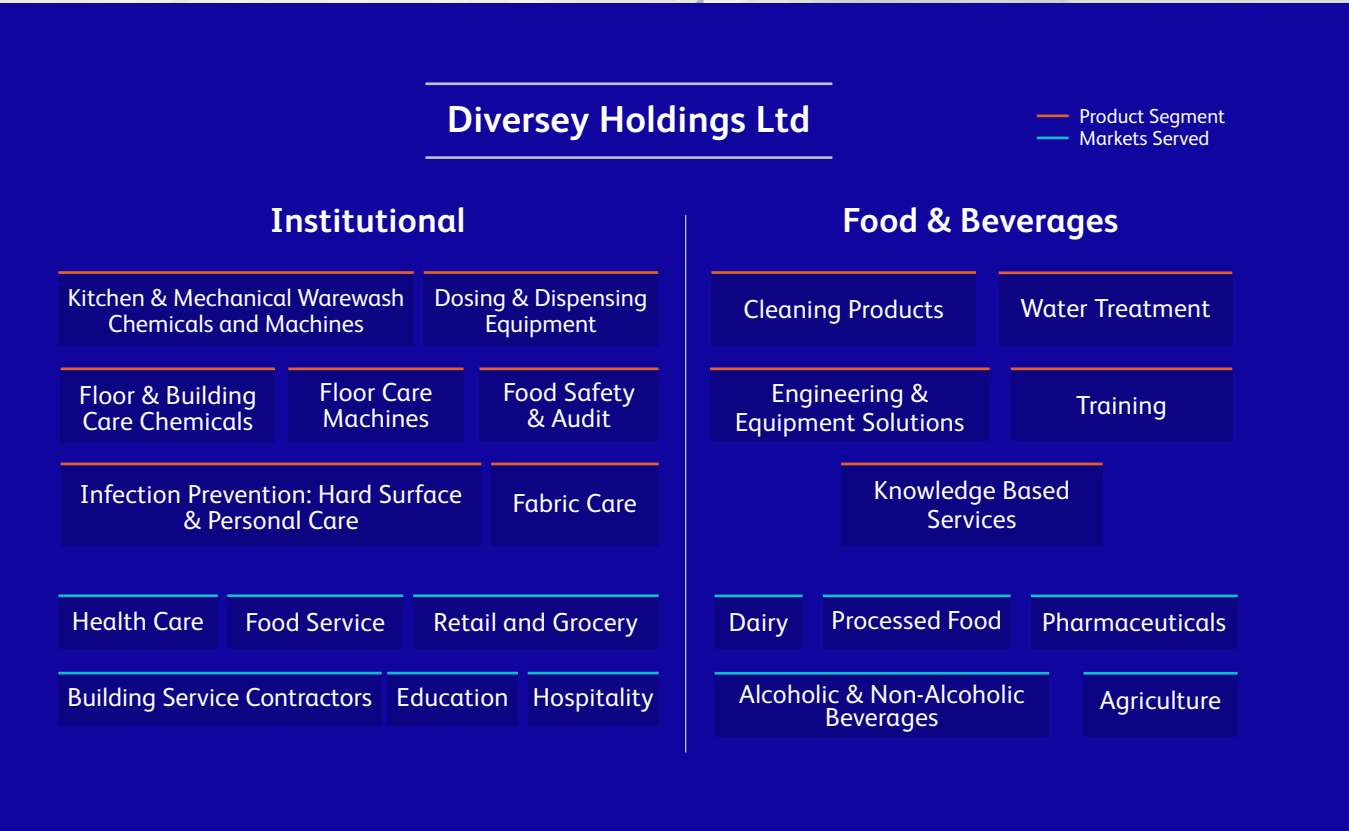 Diversey Holdings Ltd
Product Segment
Markets Served
Institutional
Kitchen & Mechanical Warewash
Chemicals and Machines
Dosing & Dispensing
Equipment
Floor & Building
Care Chemicals
Floor Care
Machines
Food Safety
& Audit
Infection Prevention: Hard Surface
& Personal Care
Fabric Care
Health Care
Food Service
Retail and Grocery
Building Service Contractors
Education
Hospitality
Food & Beverages
Cleaning Products
Water Treatment
Engineering &
Equipment Solutions
Training
Knowledge Based
Services
Dairy
Processed Food
Pharmaceuticals
Alcoholic & Non-Alcoholic
Beverages
Agriculture